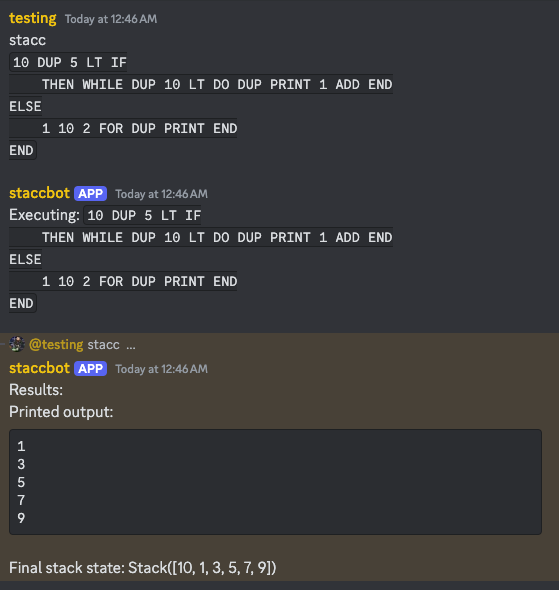 testing Today at 12:46 AM
stacc
10 DUP 5 LT IF
    THEN WHILE DUP 10 LT DO DUP PRINT 1 ADD END
ELSE
    1 10 2 FOR DUP PRINT END
END
staccbot APP Today at 12:46 AM
Executing: 10 DUP 5 LT IF
    THEN WHILE DUP 10 LT DO DUP PRINT 1 ADD END
ELSE
    1 10 2 FOR DUP PRINT END
END
@testing stacc ...
staccbot APP Today at 12:46 AM
Results:
Printed output:
1
3
5
7
9
Final stack state: Stack([10, 1, 3, 5, 7, 9])